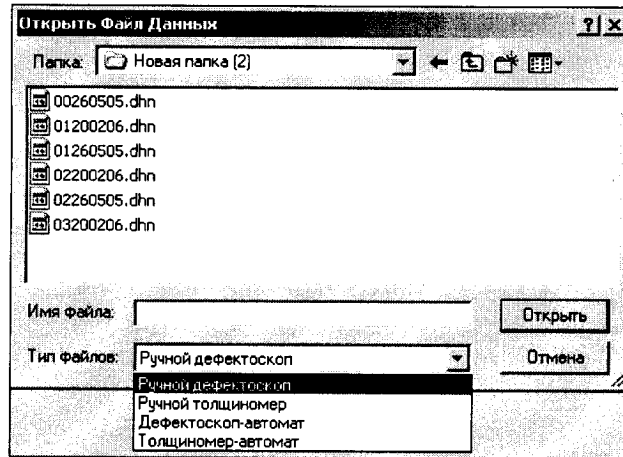 Открыть Файл Данных
Папка: Новая папка (2)
00260505.dhn
01200206.dhn
01260505.dhn
02200206.dhn
02260505.dhn
03200206.dhn
Имя файла: Открыть
Тип файлов: Ручной дефектоскоп Отмена
Ручной дефектоскоп
Ручной толщиномер
Дефектоскоп-автомат
Толщиномер-автомат